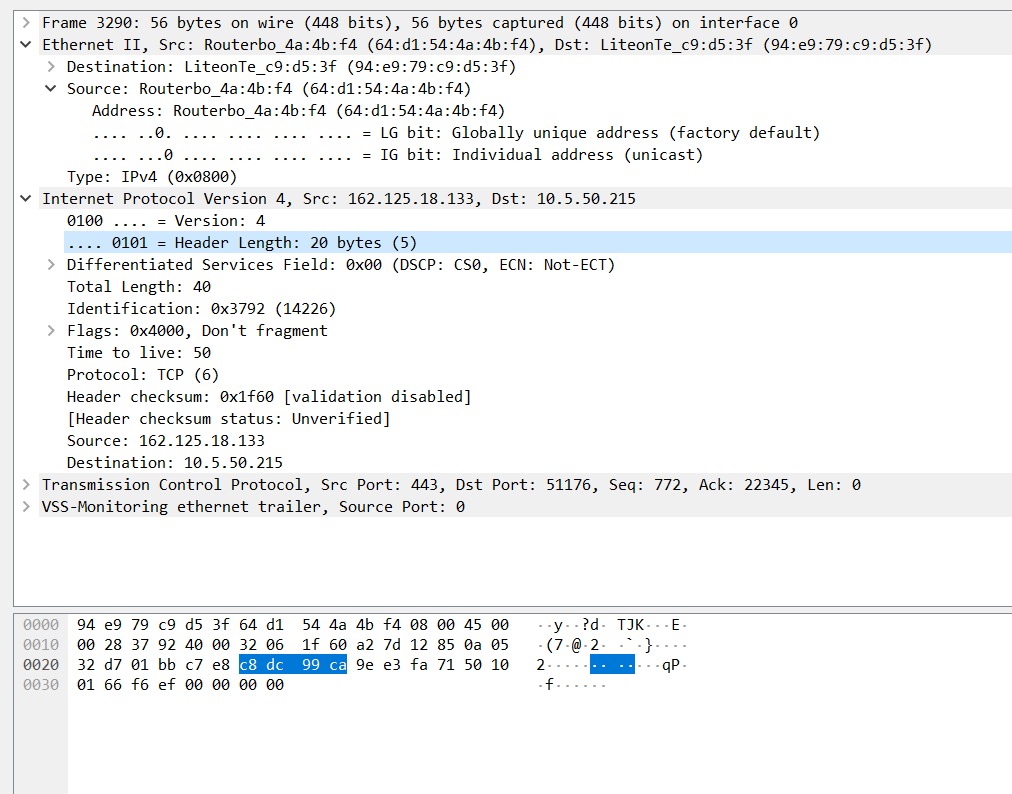 Frame 3290: 56 bytes on wire (448 bits), 56 bytes captured (448 bits) on interface 0
Ethernet II, Src: Routerbo_4a:4b:f4 (64:d1:54:4a:4b:f4), Dst: LiteonTe_c9:d5:3f (94:e9:79:c9:d5:3f)
Destination: LiteonTe_c9:d5:3f (94:e9:79:c9:d5:3f)
Source: Routerbo_4a:4b:f4 (64:d1:54:4a:4b:f4)
Address: Routerbo_4a:4b:f4 (64:d1:54:4a:4b:f4)
.... ..0. .... .... .... .... = LG bit: Globally unique address (factory default)
.... ...0 .... .... .... .... = IG bit: Individual address (unicast)
Type: IPv4 (0x0800)
Internet Protocol Version 4, Src: 162.125.18.133, Dst: 10.5.50.215
0100 .... = Version: 4
.... 0101 = Header Length: 20 bytes (5)
Differentiated Services Field: 0x00 (DSCP: CS0, ECN: Not-ECT)
Total Length: 40
Identification: 0x3792 (14226)
Flags: 0x4000, Don't fragment
Time to live: 50
Protocol: TCP (6)
Header checksum: 0x1f60 [validation disabled]
[Header checksum status: Unverified]
Source: 162.125.18.133
Destination: 10.5.50.215
Transmission Control Protocol, Src Port: 443, Dst Port: 51176, Seq: 772, Ack: 22345, Len: 0
VSS-Monitoring ethernet trailer, Source Port: 0
0000 94 e9 79 c9 d5 3f 64 d1 54 4a 4b f4 08 00 45 00 ··y··?d· TJK···E·
0010 00 28 37 92 40 00 32 06 1f 60 a2 7d 12 85 0a 05 ·(7·@·2· ·`·}····
0020 32 d7 01 bb c7 e8 c8 dc 99 ca 9e e3 fa 71 50 10 2······· ·····qP·
0030 01 66 f6 ef 00 00 00 00 ·f······